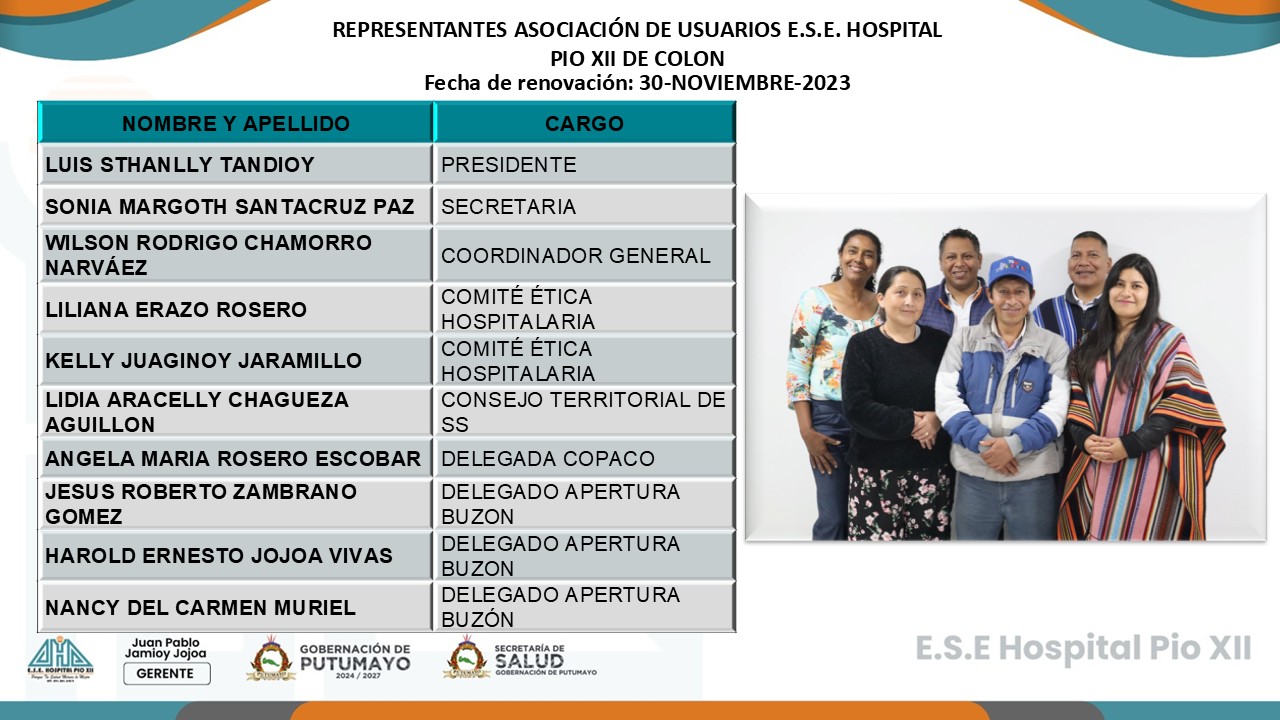 REPRESENTANTES ASOCIACIÓN DE USUARIOS E.S.E. HOSPITAL
PIO XII DE COLON
Fecha de renovación: 30-NOVIEMBRE-2023
NOMBRE Y APELLIDO CARGO
LUIS STHANLLY TANDIOY PRESIDENTE
SONIA MARGOTH SANTACRUZ PAZ SECRETARIA
WILSON RODRIGO CHAMORRO
NARVÁEZ
COORDINADOR GENERAL
LILIANA ERAZO ROSERO
COMITÉ ÉTICA
HOSPITALARIA
KELLY JUAGINOY JARAMILLO
COMITÉ ÉTICA
HOSPITALARIA
LIDIA ARACELLY CHAGUEZA
AGUILLON
CONSEJO TERRITORIAL DE
SS
ANGELA MARIA ROSERO ESCOBAR DELEGADA COPACO
JESUS ROBERTO ZAMBRANO
GOMEZ
DELEGADO APERTURA
BUZON
HAROLD ERNESTO JOJOA VIVAS
DELEGADO APERTURA
BUZON
NANCY DEL CARMEN MURIEL
DELEGADO APERTURA
BUZÓN
E.S.E. HOSPITAL PIO XII
Juan Pablo
Jamioy Jojoa
GERENTE
GOBERNACIÓN DE
PUTUMAYO
2024 / 2027
SECRETARÍA DE
SALUD
GOBERNACIÓN DE PUTUMAYO
E.S.E Hospital Pio XII